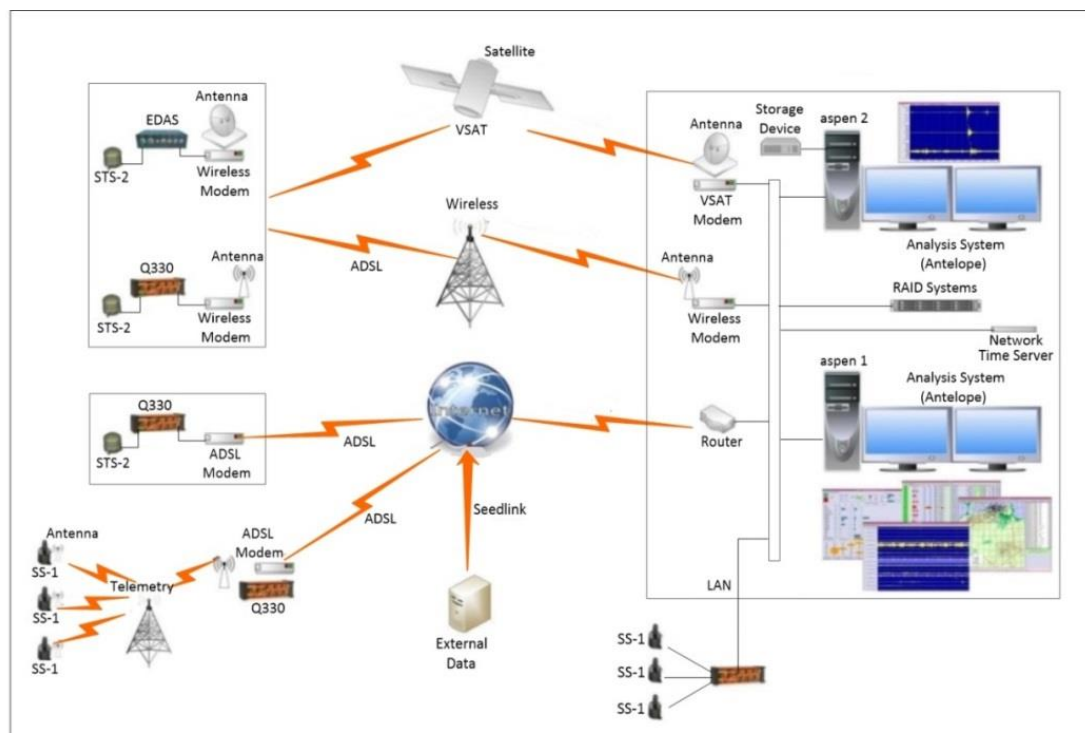 Satellite
VSAT
Antenna
EDAS
STS-2
Wireless
Modem
Antenna
Q330
STS-2
Wireless
Modem
Wireless
ADSL
Q330
STS-2
ADSL
Modem
ADSL
Internet
ADSL
Seedlink
External
Data
Antenna
SS-1
SS-1
SS-1
Telemetry
ADSL
Modem
Q330
Storage
Device
aspen 2
Antenna
VSAT
Modem
Analysis System
(Antelope)
Antenna
Wireless
Modem
RAID Systems
Network
Time Server
aspen 1
Analysis System
(Antelope)
Router
LAN
SS-1
SS-1
SS-1